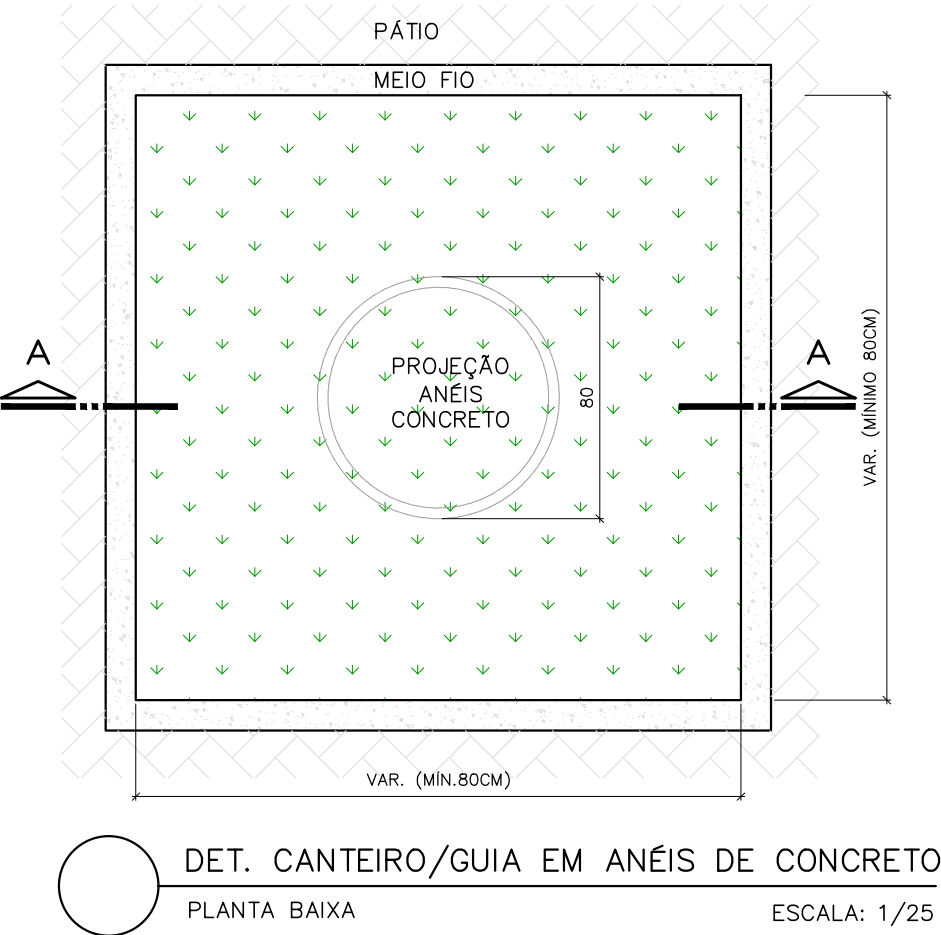 PÁTIO
MEIO FIO
A
A
PROJEÇÃO
ANÉIS
CONCRETO
80
VAR. (MÍNIMO 80CM)
VAR. (MÍN.80CM)
DET. CANTEIRO/GUIA EM ANÉIS DE CONCRETO
PLANTA BAIXA
ESCALA: 1/25